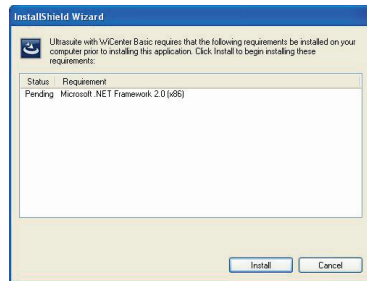 InstallShield Wizard
Ultrasuite with WiCenter Basic requires that the following requirements be installed on your
computer prior to installing this application. Click Install to begin installing these
requirements:
Status Requirement
Pending Microsoft .NET Framework 2.0 (x86)
Install Cancel